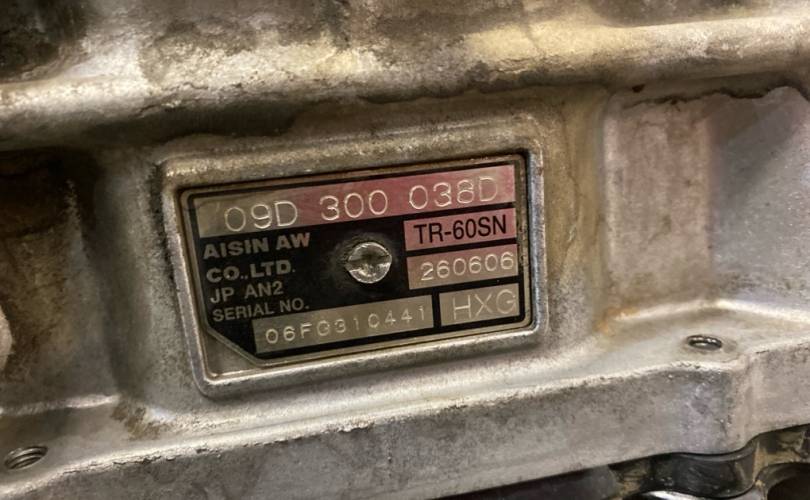 09D 300 038D
AISIN AW
CO.,LTD.
JP AN2
SERIAL NO.
TR-60SN
260606
06FG310441
HXG